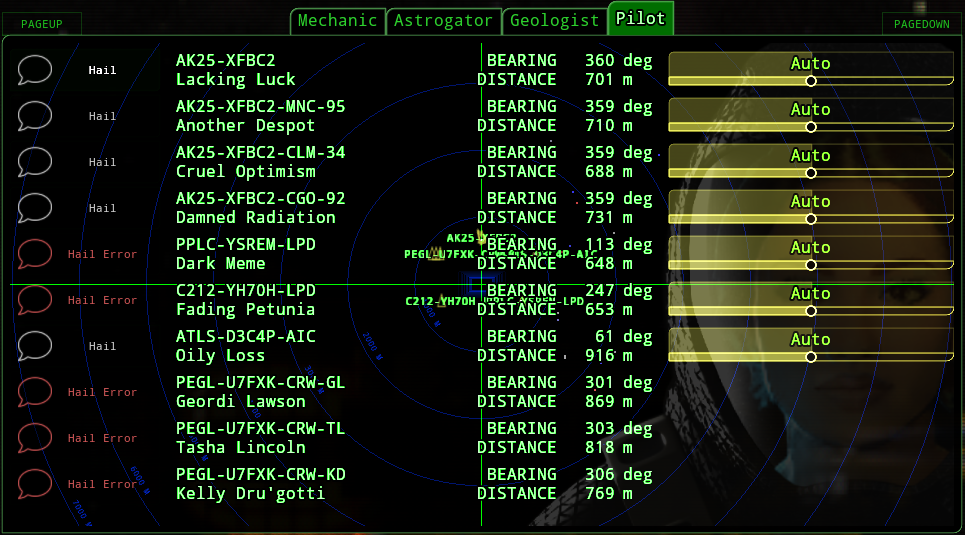 PAGEUP Mechanic Astrogator Geologist Pilot PAGEDOWN
Hail AK25-XFBC2 BEARING 360 deg Auto
Lacking Luck DISTANCE 701 m
Hail AK25-XFBC2-MNC-95 BEARING 359 deg Auto
Another Despot DISTANCE 710 m
Hail AK25-XFBC2-CLM-34 BEARING 359 deg Auto
Cruel Optimism DISTANCE 688 m
Hail AK25-XFBC2-CGO-92 BEARING 359 deg Auto
Damned Radiation DISTANCE 731 m
Hail Error PPLC-YSREM-LPD BEARING 113 deg Auto
Dark Meme DISTANCE 648 m
Hail Error C212-YH7OH-LPD BEARING 247 deg Auto
Fading Petunia DISTANCE 653 m
Hail ATLS-D3C4P-AIC BEARING 61 deg Auto
Oily Loss DISTANCE 916 m
Hail Error PEGL-U7FXK-CRW-GL BEARING 301 deg
Geordi Lawson DISTANCE 869 m
Hail Error PEGL-U7FXK-CRW-TL BEARING 303 deg
Tasha Lincoln DISTANCE 818 m
Hail Error PEGL-U7FXK-CRW-KD BEARING 306 deg
Kelly Dru'gotti DISTANCE 769 m
6000 M
7000